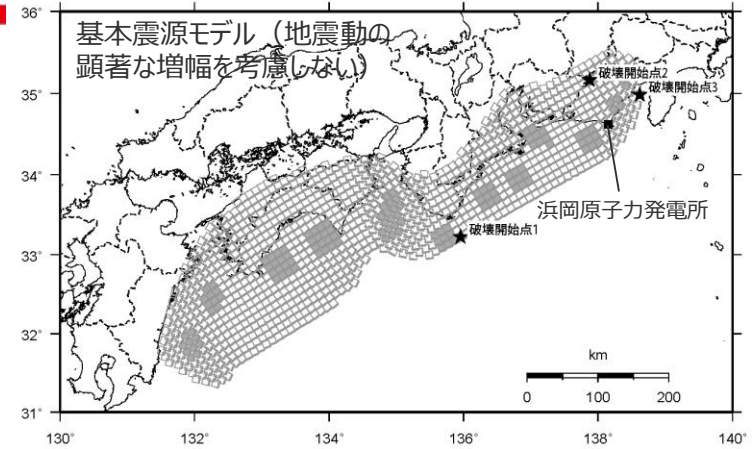 基本震源モデル（地震動の
顕著な増幅を考慮しない）
36°
35°
34°
33°
32°
31°
破壊開始点2
破壊開始点3
浜岡原子力発電所
破壊開始点1
km
0 100 200
130° 132° 134° 136° 138° 140°